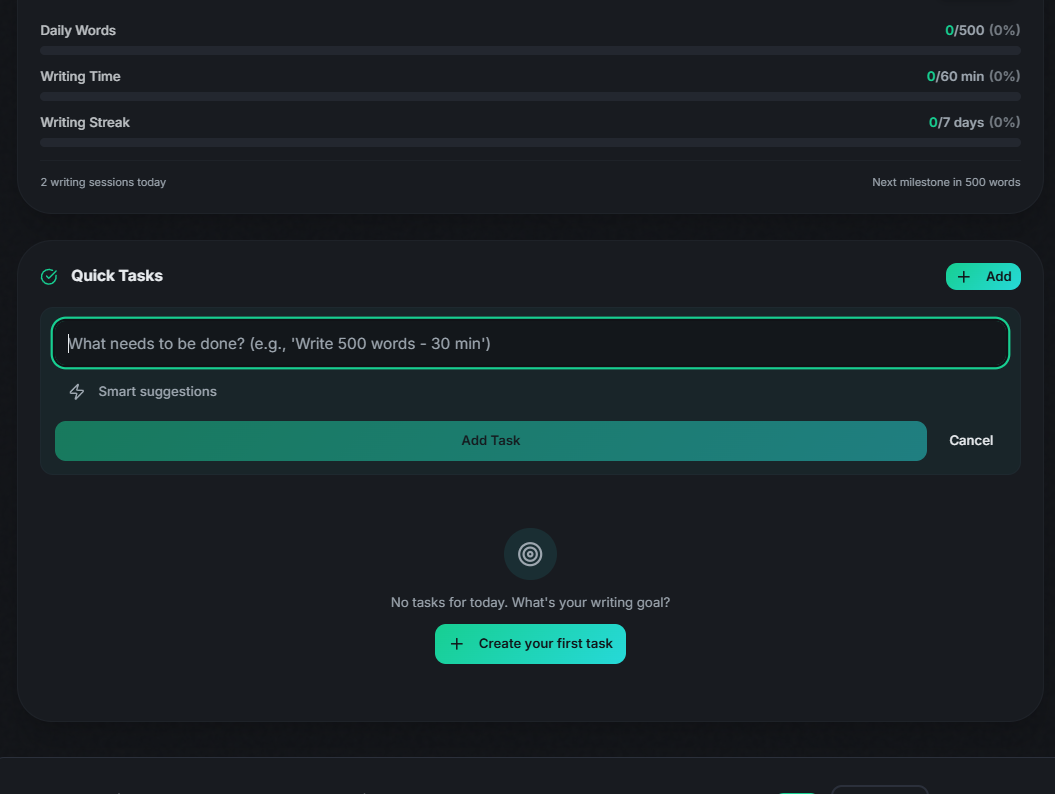 Daily Words 0/500 (0%)
Writing Time 0/60 min (0%)
Writing Streak 0/7 days (0%)
2 writing sessions today Next milestone in 500 words
Quick Tasks + Add
What needs to be done? (e.g., 'Write 500 words - 30 min')
Smart suggestions
Add Task Cancel
No tasks for today. What's your writing goal?
+ Create your first task